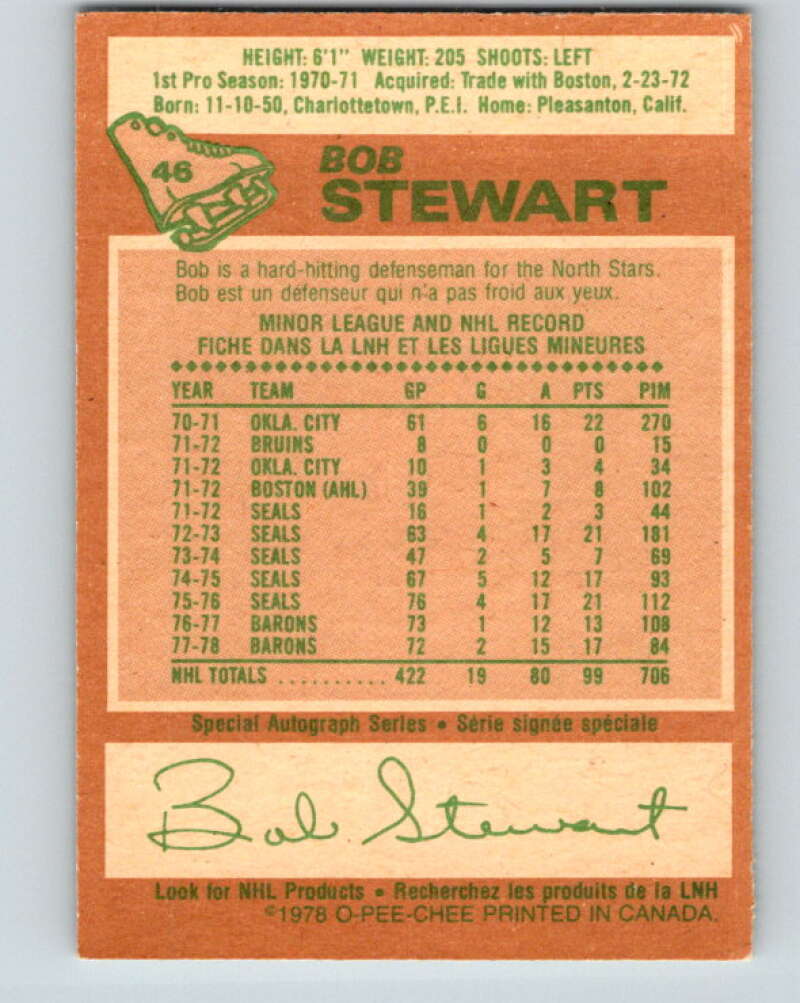 HEIGHT: 6'1" WEIGHT: 205 SHOOTS: LEFT
1st Pro Season: 1970-71 Acquired: Trade with Boston, 2-23-72
Born: 11-10-50, Charlottetown, P.E.I. Home: Pleasanton, Calif.
46
BOB
STEWART
Bob is a hard-hitting defenseman for the North Stars.
Bob est un défenseur qui n'a pas froid aux yeux.
MINOR LEAGUE AND NHL RECORD
FICHE DANS LA LNH ET LES LIGUES MINEURES
YEAR TEAM GP G A PTS PIM
70-71 OKLA. CITY 61 6 16 22 270
71-72 BRUINS 8 0 0 0 15
71-72 OKLA. CITY 10 1 3 4 34
71-72 BOSTON (AHL) 39 1 7 8 102
71-72 SEALS 16 1 2 3 44
72-73 SEALS 63 4 17 21 181
73-74 SEALS 47 2 5 7 69
74-75 SEALS 67 5 12 17 93
75-76 SEALS 76 4 17 21 112
76-77 BARONS 73 1 12 13 108
77-78 BARONS 72 2 15 17 84
NHL TOTALS .......... 422 19 80 99 706
Special Autograph Series • Série signée spéciale
Bob Stewart
Look for NHL Products • Recherchez les produits de la LNH
©1978 O-PEE-CHEE PRINTED IN CANADA.